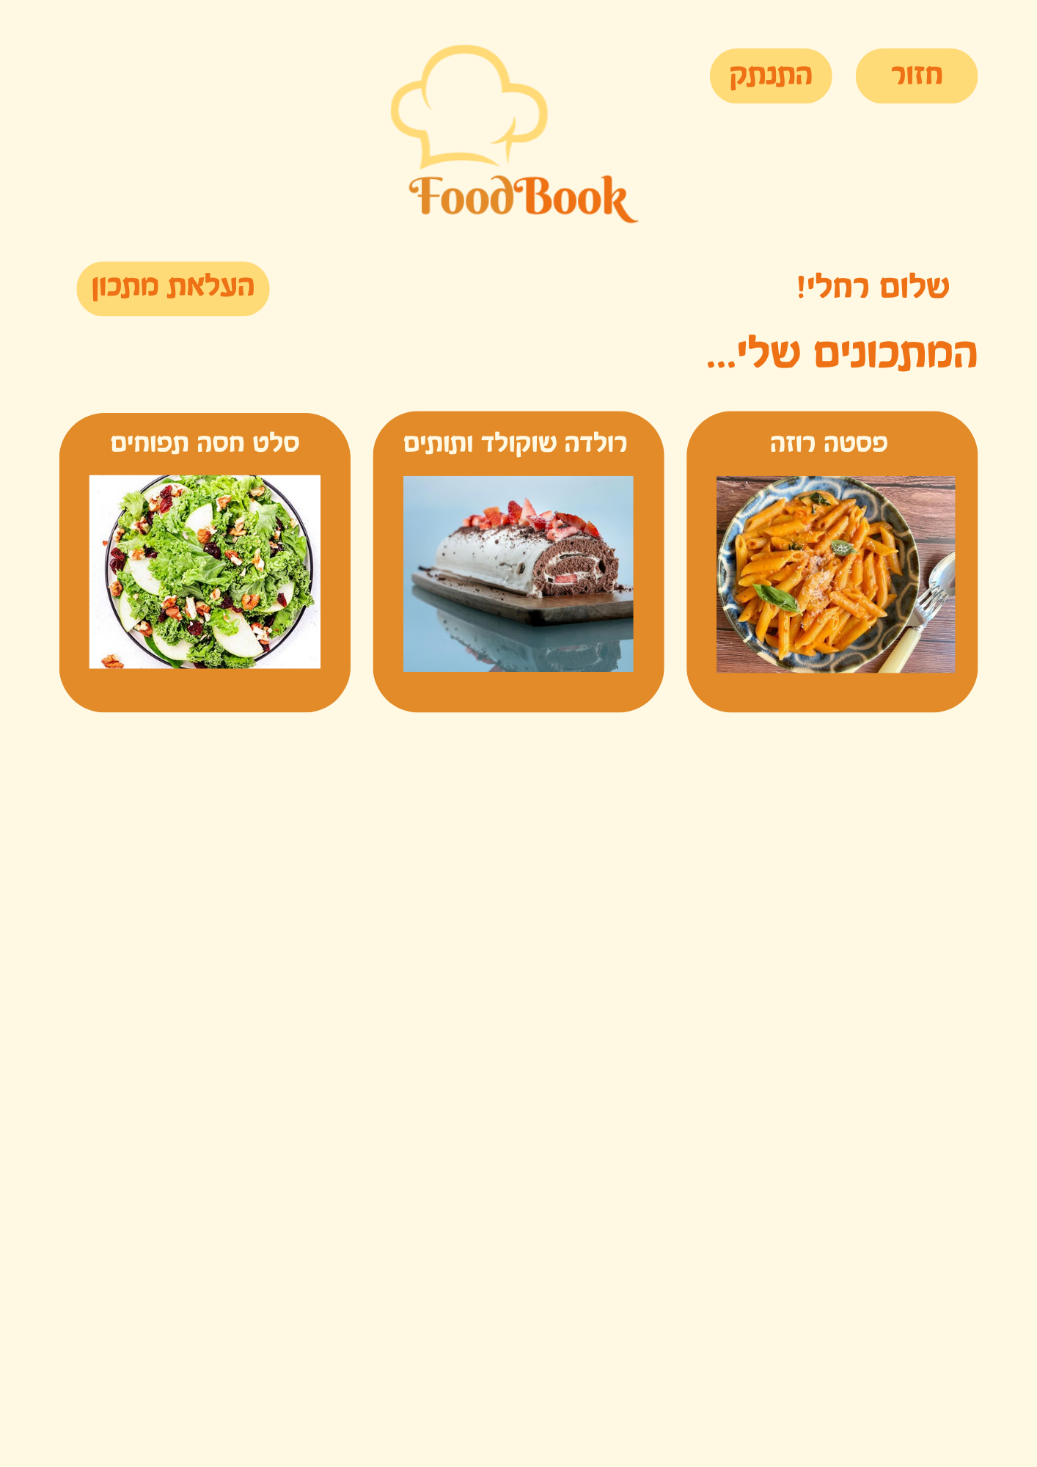 חזור
התנתק
FoodBook
שלום רחלי!
העלאת מתכון
המתכונים שלי...
פסטה רוזה
רולדה שוקולד ותותים
סלט חסה תפוחים